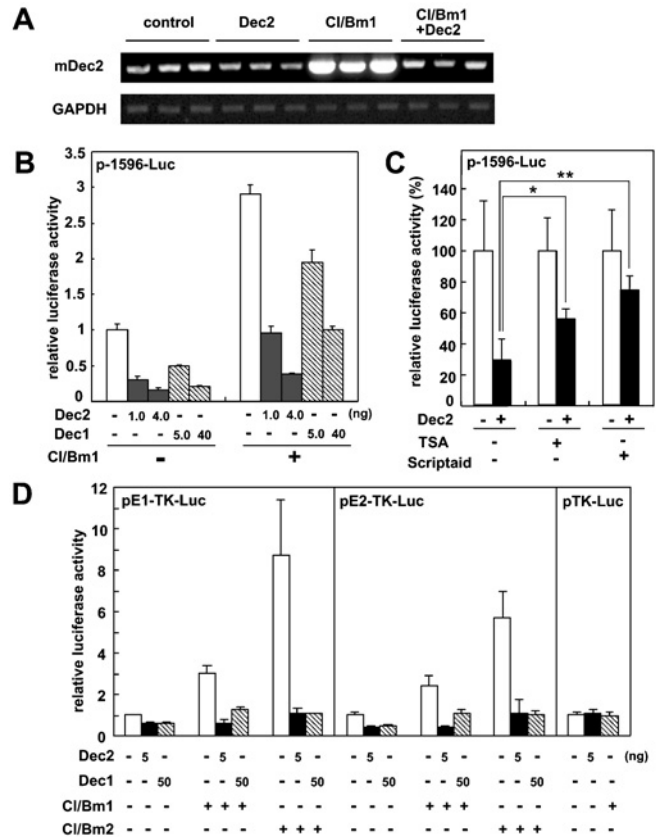 A
control Dec2 Cl/Bm1 Cl/Bm1
+Dec2
mDec2
GAPDH
B
p-1596-Luc
relative luciferase activity
3.5
3
2.5
2
1.5
1
0.5
0
Dec2 - 1.0 4.0 - - - 1.0 4.0 - - (ng)
Dec1 - - - 5.0 40 - - - 5.0 40
Cl/Bm1 - +
C
p-1596-Luc
relative luciferase activity (%)
140
120
100
80
60
40
20
0
**
*
Dec2 - + - + - +
TSA - + -
Scriptaid - - +
D
pE1-TK-Luc pE2-TK-Luc pTK-Luc
relative luciferase activity
12
10
8
6
4
2
0
Dec2 - 5 - - 5 - - 5 - - 5 - - 5 - - 5 - - 5 - (ng)
Dec1 - - 50 - - 50 - - 50 - - 50 - - 50 - - 50 - - -
Cl/Bm1 - - - + + + - - - - - - + + + - - - - - +
Cl/Bm2 - - - - - - + + + - - - - - - + + + - - -